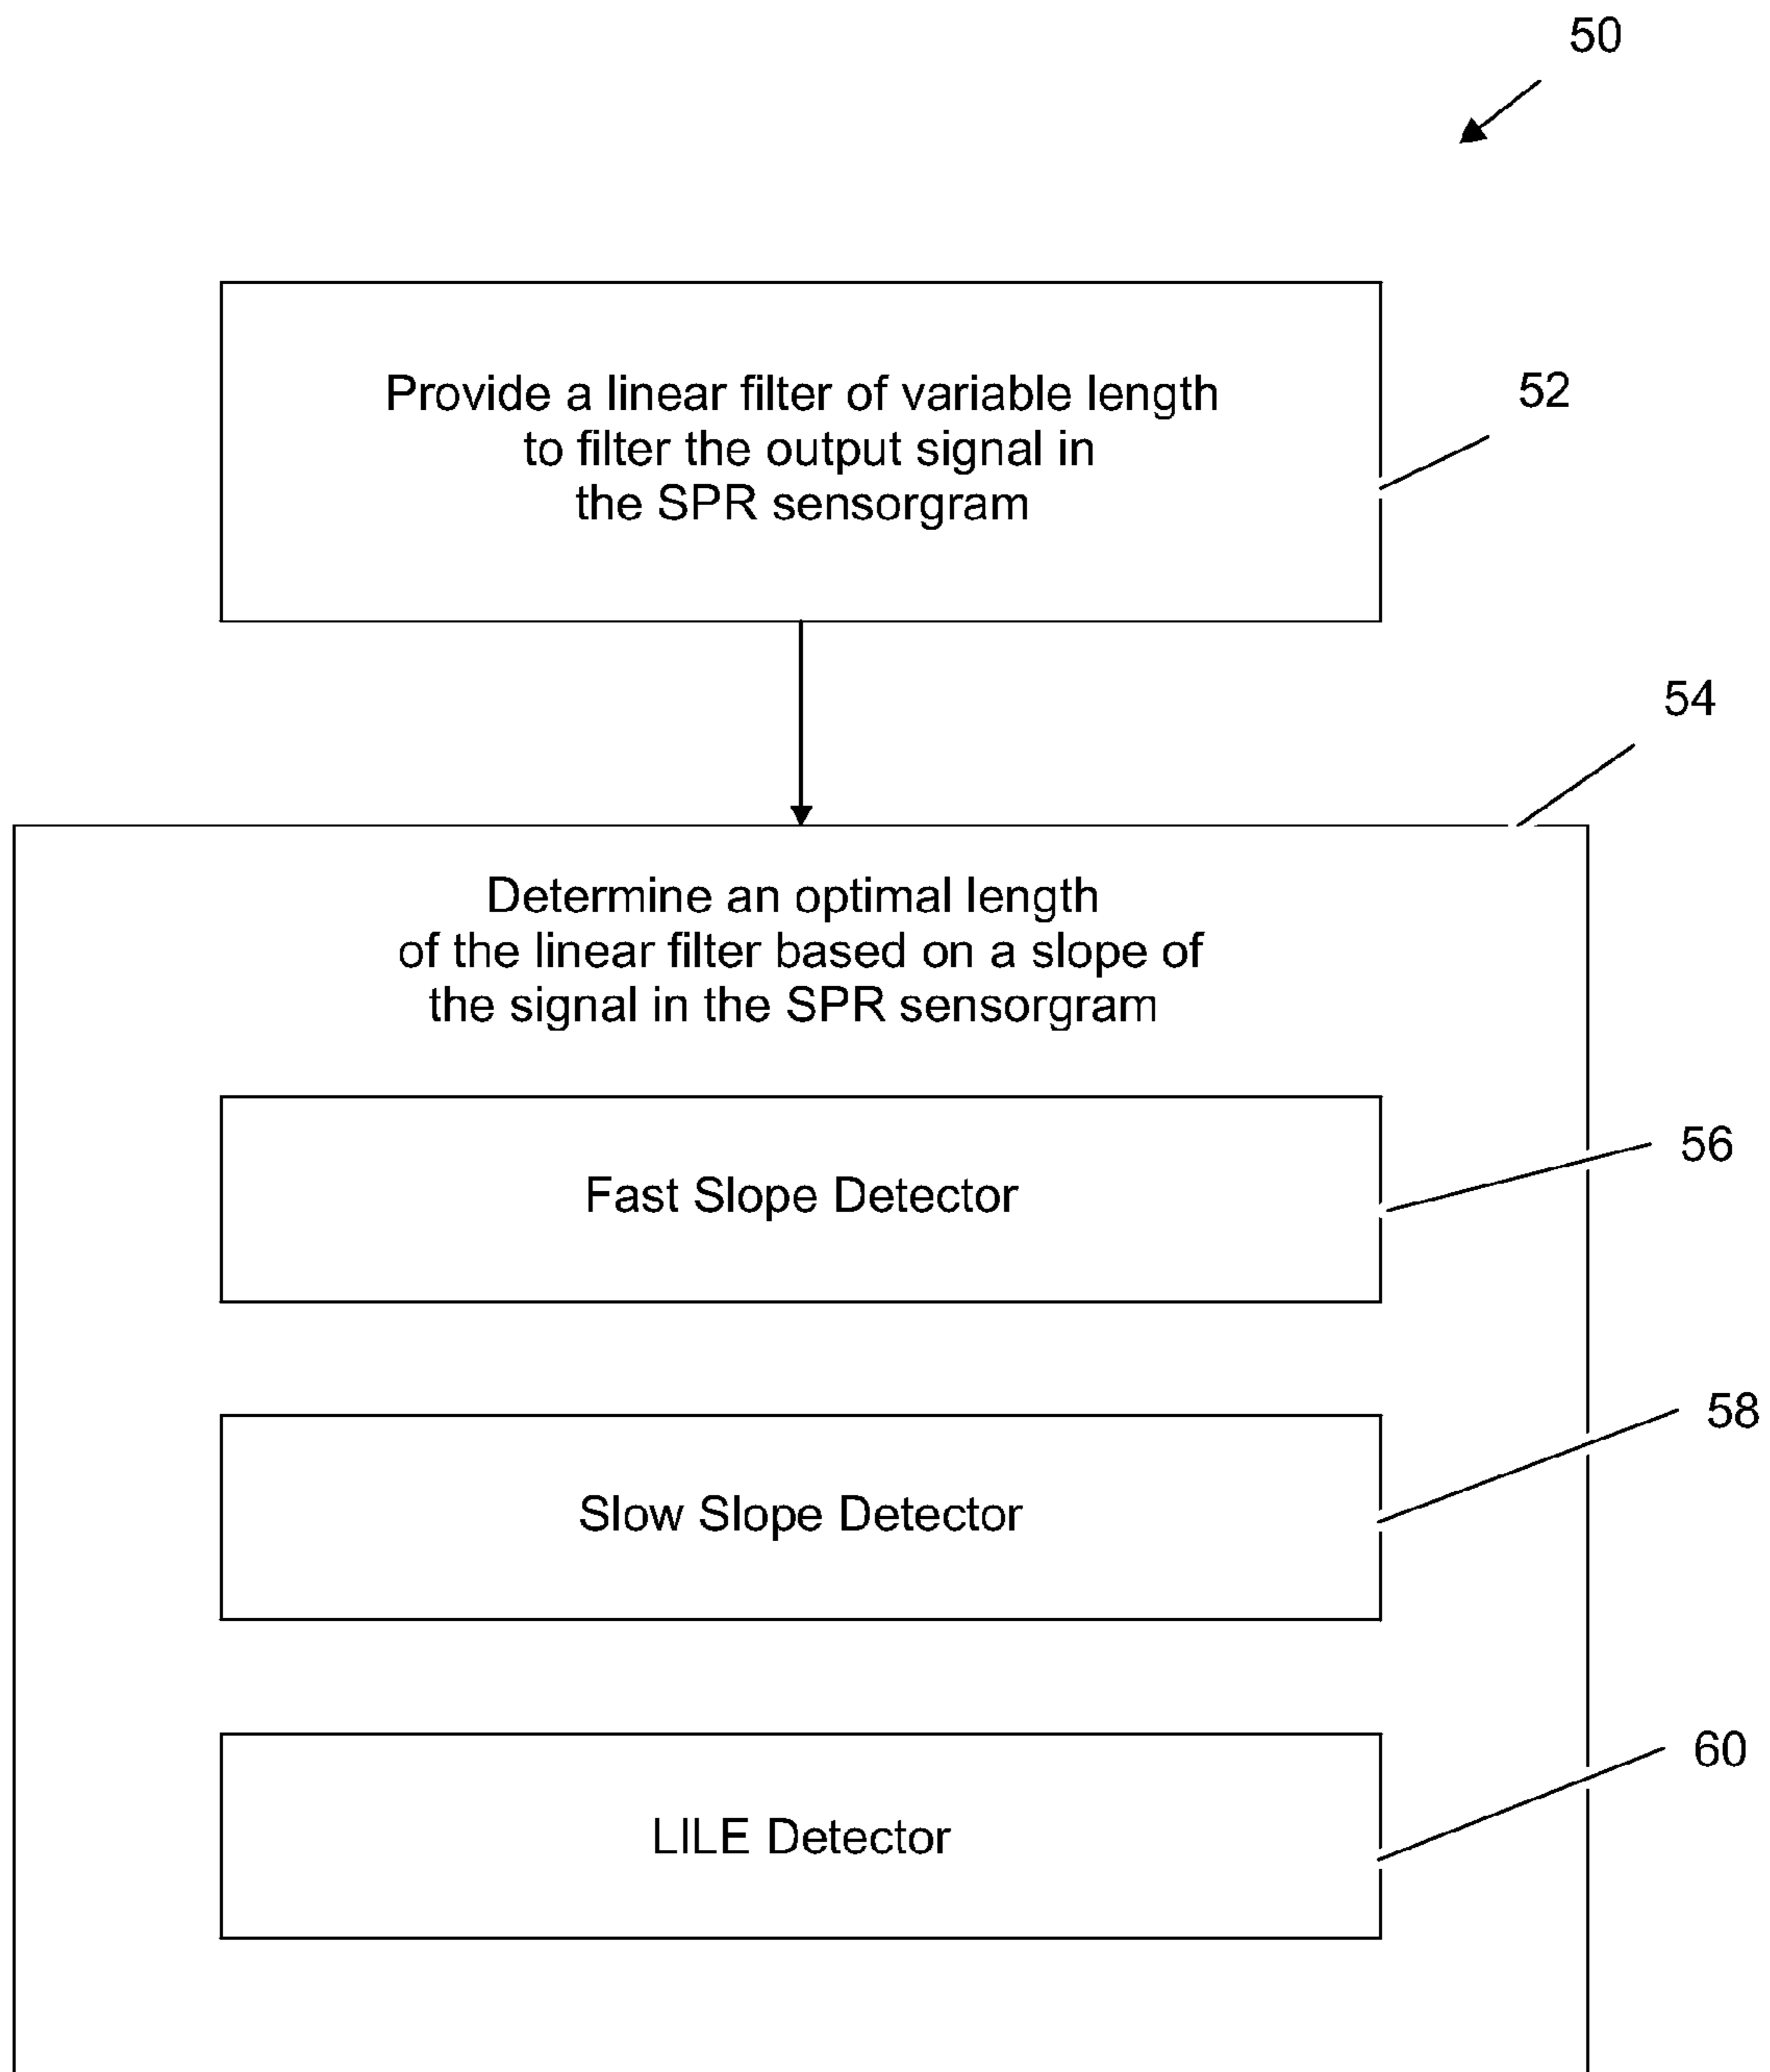 50
Provide a linear filter of variable length
to filter the output signal in
the SPR sensorgram
52
54
Determine an optimal length
of the linear filter based on a slope of
the signal in the SPR sensorgram
Fast Slope Detector
56
Slow Slope Detector
58
LILE Detector
60